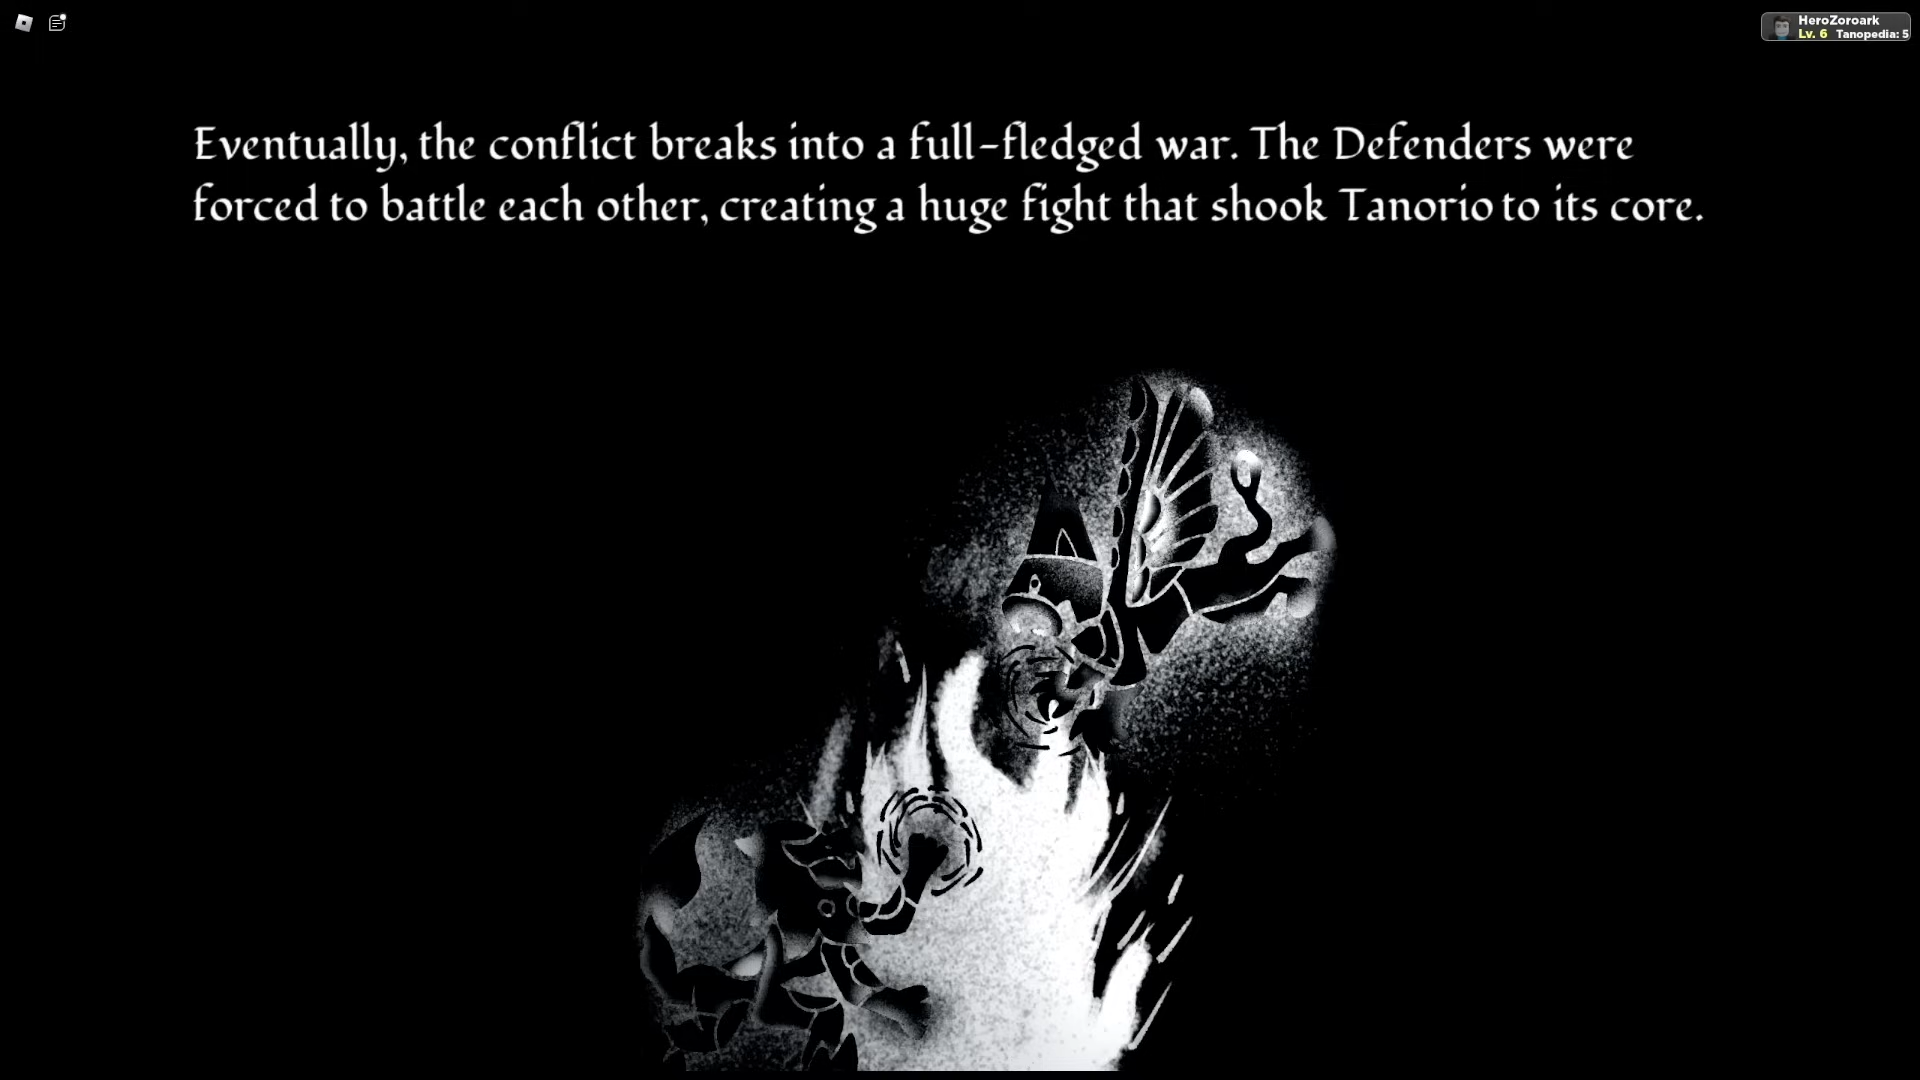 HeroZoroark
Lv. 6 Tanopedia: 5
Eventually, the conflict breaks into a full-fledged war. The Defenders were
forced to battle each other, creating a huge fight that shook Tanorio to its core.